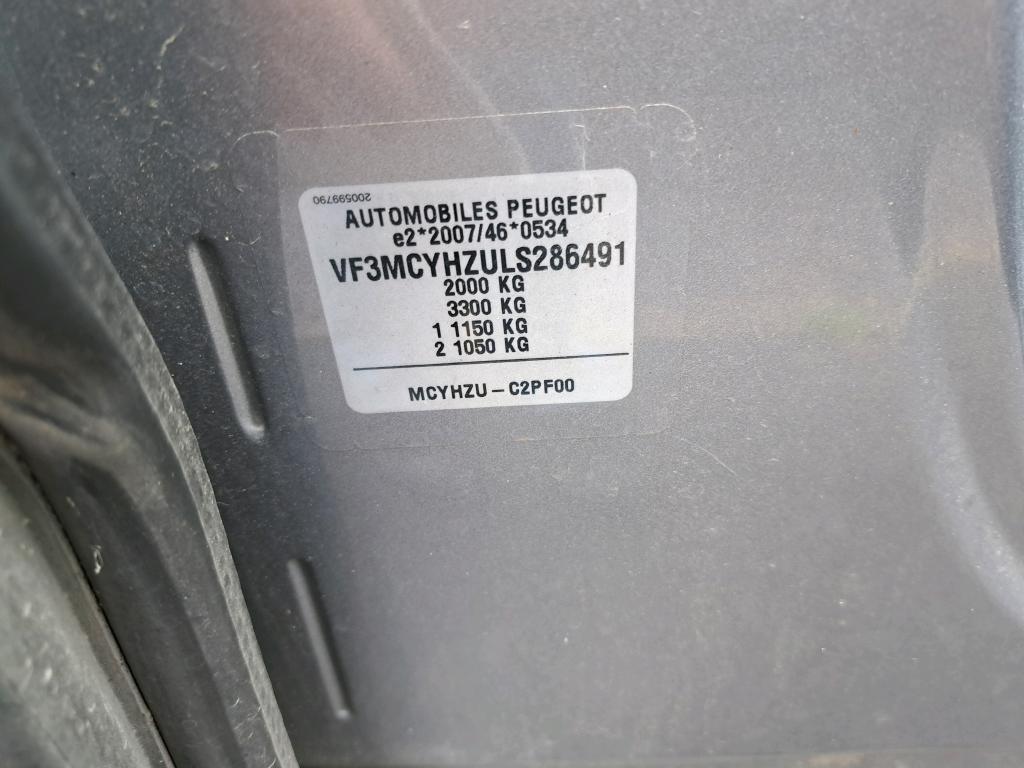 200599790
AUTOMOBILES PEUGEOT
e2*2007/46*0534
VF3MCYHZULS286491
2000 KG
3300 KG
1 1150 KG
2 1050 KG
MCYHZU - C2PF00